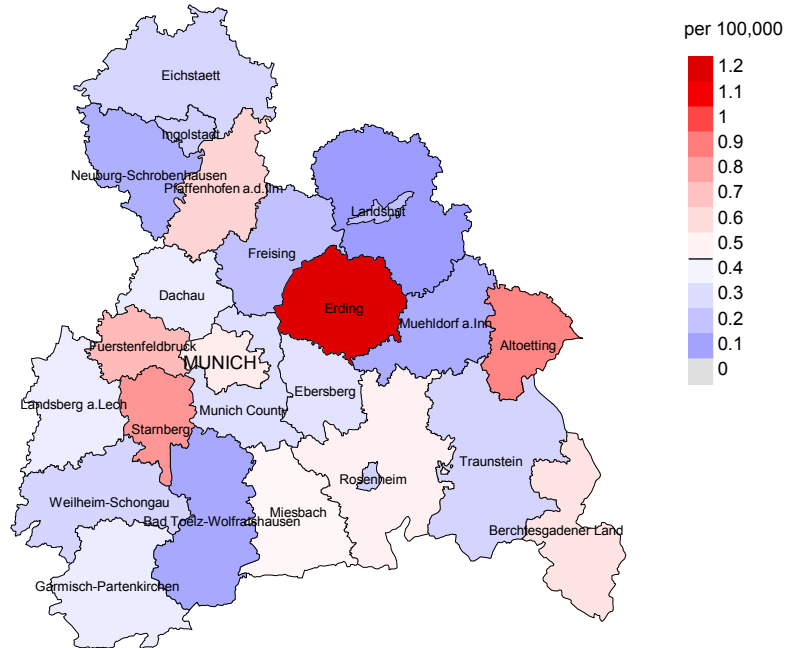 per 100,000
1.2
1.1
1
0.9
0.8
0.7
0.6
0.5
0.4
0.3
0.2
0.1
0
Eichstaett
Ingolstadt
Neuburg-Schrobenhausen
Pfaffenhofen a.d.Ilm
Landshut
Freising
Dachau
Erding
Muehldorf a.Inn
Altoetting
Fuerstenfeldbruck
MUNICH
Ebersberg
Landsberg a.Lech
Munich County
Starnberg
Traunstein
Rosenheim
Weilheim-Schongau
Miesbach
Bad Toelz-Wolfratshausen
Berchtesgadener Land
Garmisch-Partenkirchen